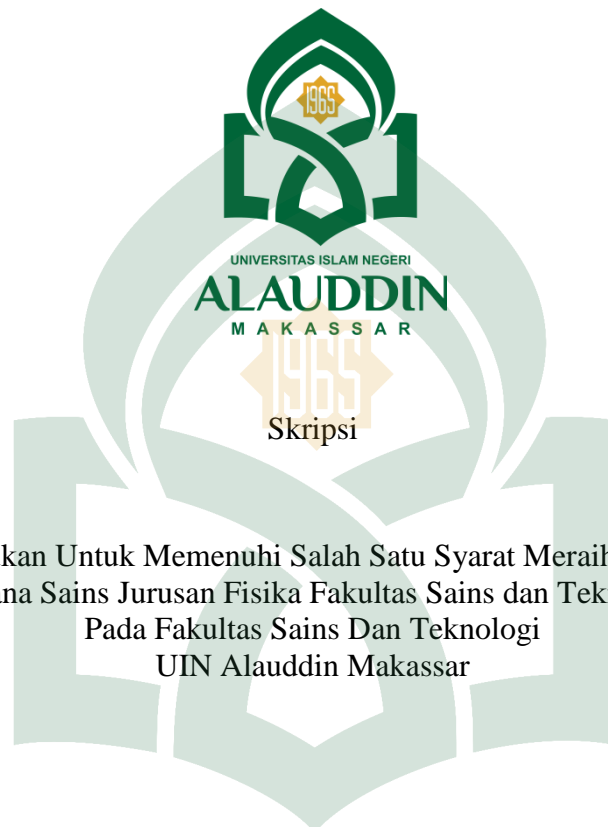 1965
UNIVERSITAS ISLAM NEGERI
ALAUDDIN
MAKASSAR
1965
Skripsi
kan Untuk Memenuhi Salah Satu Syarat Meraih
na Sains Jurusan Fisika Fakultas Sains dan Tek
Pada Fakultas Sains Dan Teknologi
UIN Alauddin Makassar